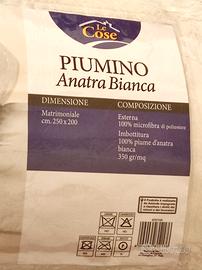 Le
Cose
PIUMINO
Anatra Bianca
DIMENSIONE
Matrimoniale
cm. 250 x 200
COMPOSIZIONE
Esterna
100% microfibra di poliestere
Imbottitura
100% piume d'anatra
bianca
350 gr/mq